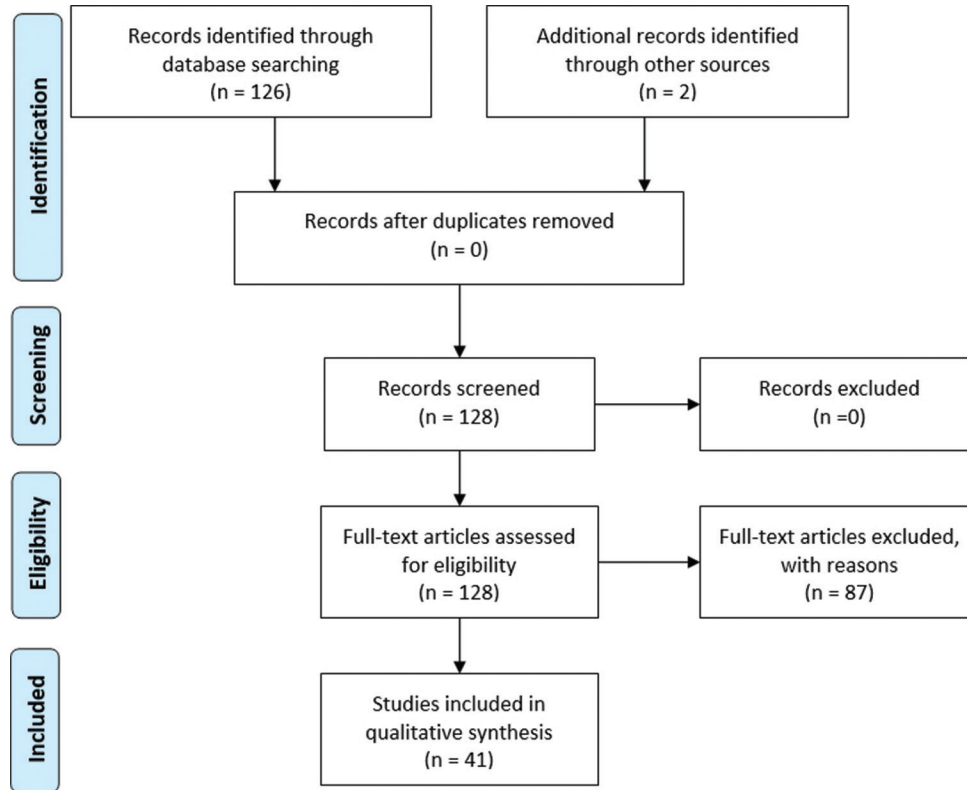 Identification
Records identified through
database searching
(n = 126)
Additional records identified
through other sources
(n = 2)
Records after duplicates removed
(n = 0)
Screening
Records screened
(n = 128)
Records excluded
(n =0)
Eligibility
Full-text articles assessed
for eligibility
(n = 128)
Full-text articles excluded,
with reasons
(n = 87)
Included
Studies included in
qualitative synthesis
(n = 41)